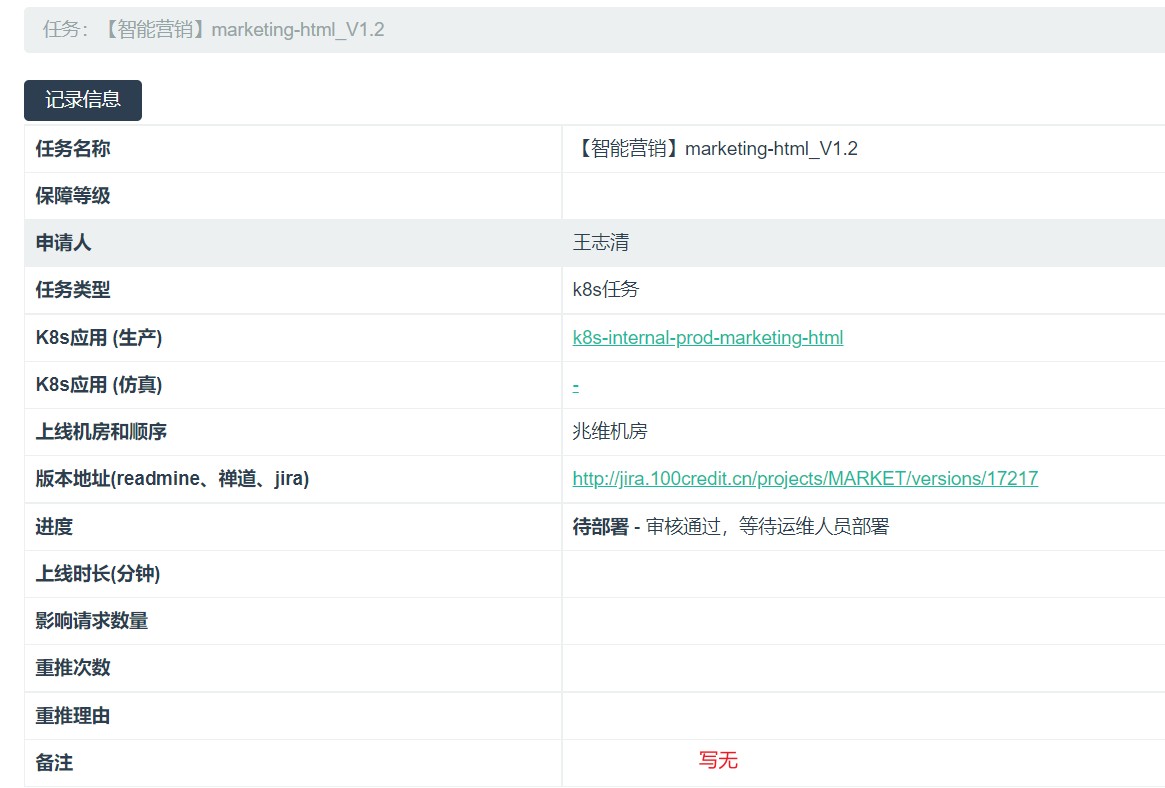 任务：【智能营销】marketing-html_V1.2
记录信息
任务名称 【智能营销】marketing-html_V1.2
保障等级
申请人 王志清
任务类型 k8s任务
K8s应用 (生产) k8s-internal-prod-marketing-html
K8s应用 (仿真) -
上线机房和顺序 兆维机房
版本地址(readmine、禅道、jira) http://jira.100credit.cn/projects/MARKET/versions/17217
进度 待部署 - 审核通过，等待运维人员部署
上线时长(分钟)
影响请求数量
重推次数
重推理由
备注 写无